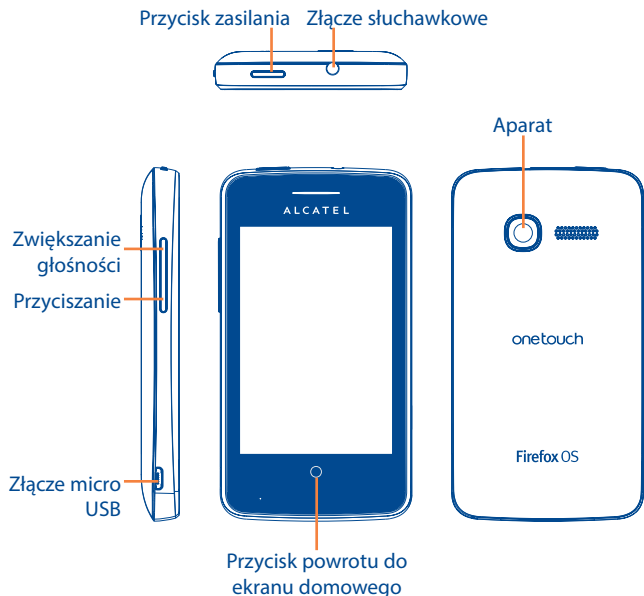 Przycisk zasilania
Złącze słuchawkowe
Aparat
ALCATEL
Zwiększanie
głośności
Przyciszanie
onetouch
Firefox OS
Złącze micro
USB
Przycisk powrotu do
ekranu domowego